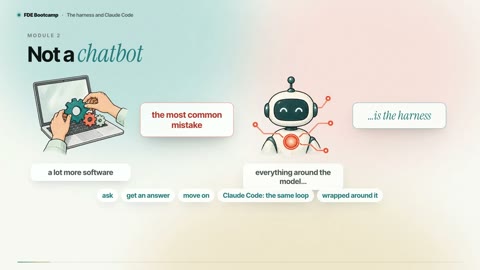 FDE Bootcamp · The harness and Claude Code
MODULE 2
Not a chatbot
the most common
mistake
...is the harness
a lot more software
everything around the
model...
ask
get an answer
move on
Claude Code: the same loop
wrapped around it